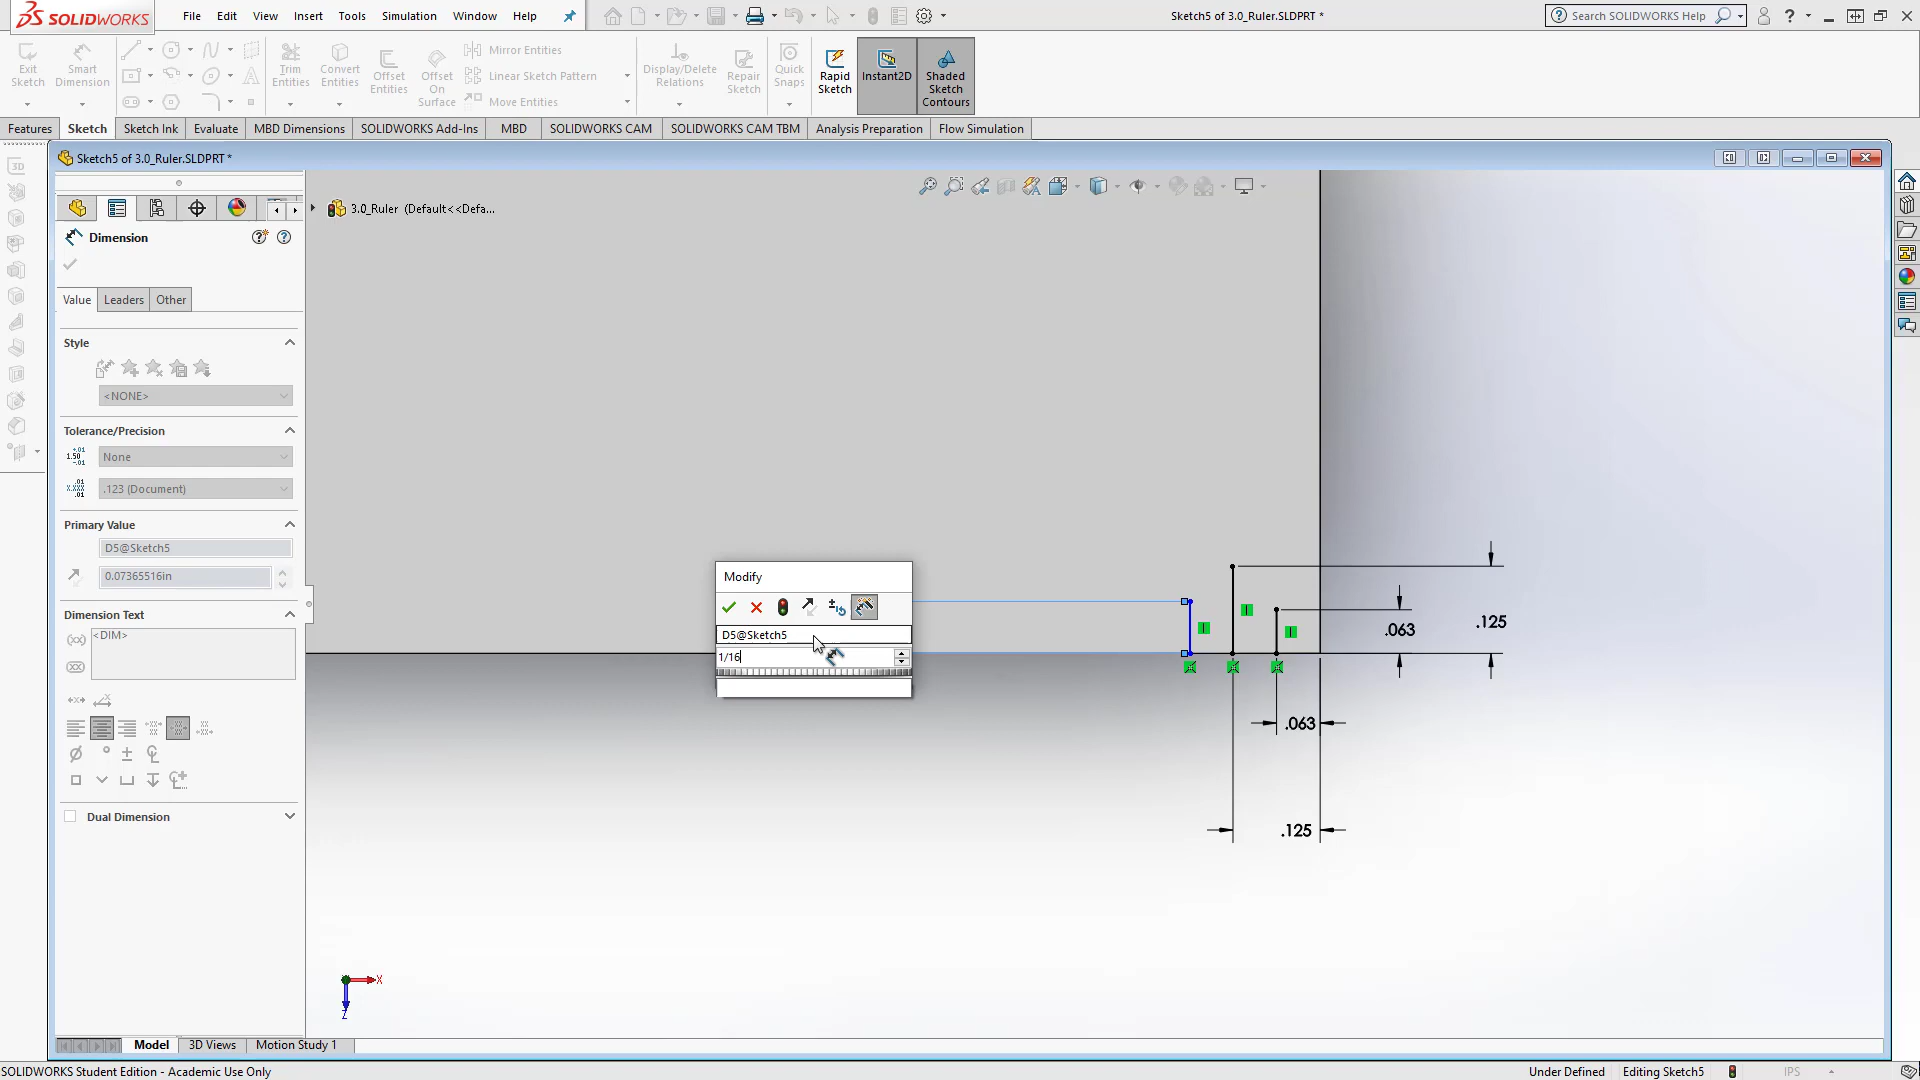 SOLIDWORKS
File Edit View Insert Tools Simulation Window Help
Sketch5 of 3.0_Ruler.SLDPRT *
Search SOLIDWORKS Help
Exit Sketch
Smart Dimension
Trim Entities
Convert Entities
Offset Entities
Offset On Surface
Mirror Entities
Linear Sketch Pattern
Move Entities
Display/Delete Relations
Repair Sketch
Quick Snaps
Rapid Sketch
Instant2D
Shaded Sketch Contours
Features Sketch Sketch Ink Evaluate MBD Dimensions SOLIDWORKS Add-Ins MBD SOLIDWORKS CAM SOLIDWORKS CAM TBM Analysis Preparation Flow Simulation
Sketch5 of 3.0_Ruler.SLDPRT *
3.0_Ruler (Default<<Defa...
Dimension
Value Leaders Other
Style
<NONE>
Tolerance/Precision
None
.123 (Document)
Primary Value
D5@Sketch5
0.07365516in
Dimension Text
<DIM>
Dual Dimension
Modify
D5@Sketch5
1/16
.063
.125
.063
.125
X
Z
Model 3D Views Motion Study 1
SOLIDWORKS Student Edition - Academic Use Only
Under Defined Editing Sketch5 IPS